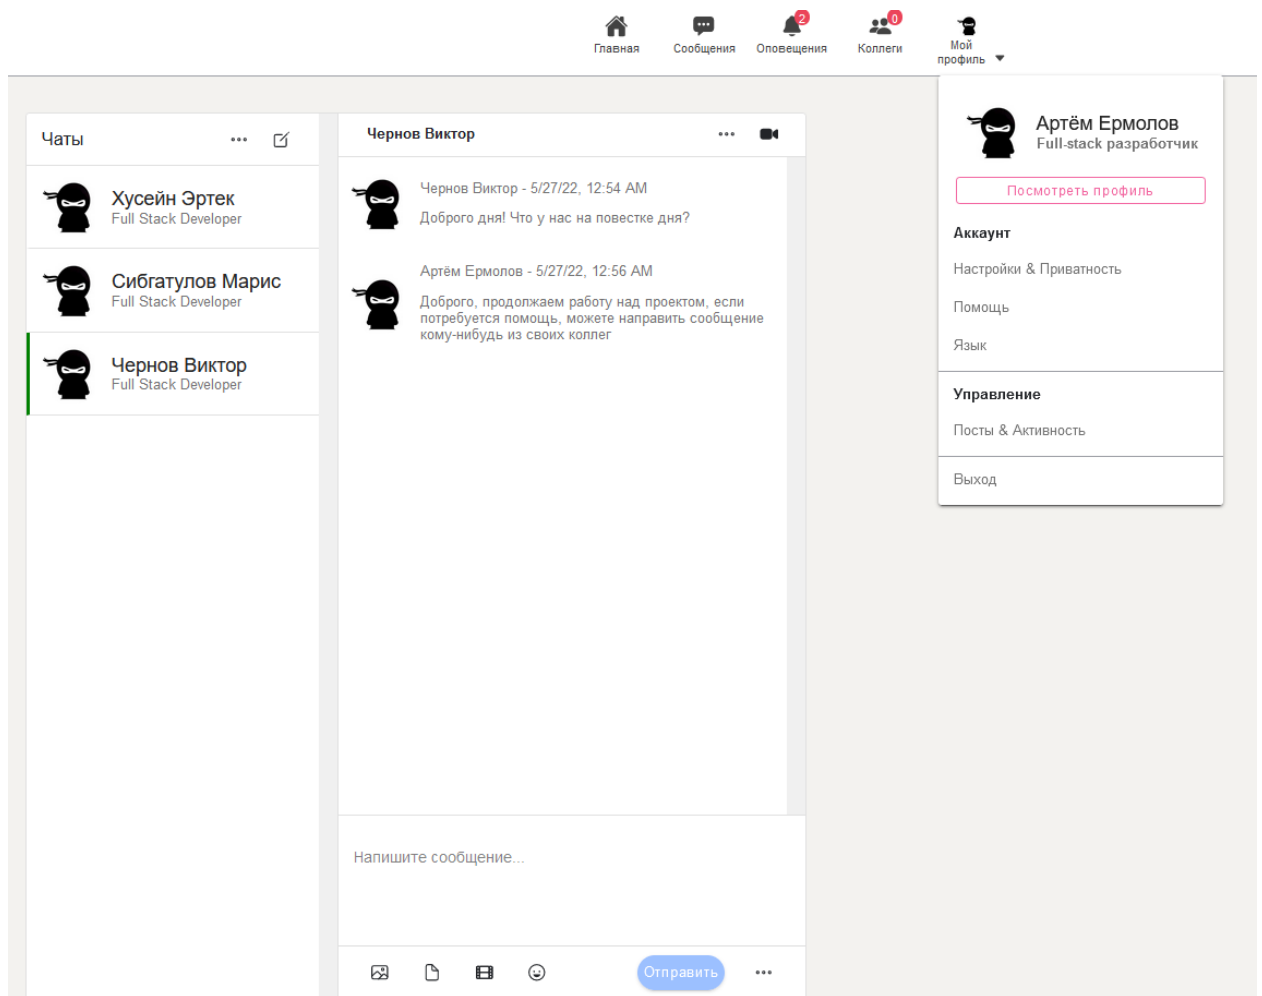 2
0
Главная
Сообщения
Оповещения
Коллеги
Мой
профиль
Чаты
Хусейн Эртек
Full Stack Developer
Сибгатулов Марис
Full Stack Developer
Чернов Виктор
Full Stack Developer
Чернов Виктор
Чернов Виктор - 5/27/22, 12:54 AM
Доброго дня! Что у нас на повестке дня?
Артём Ермолов - 5/27/22, 12:56 AM
Доброго, продолжаем работу над проектом, если
потребуется помощь, можете направить сообщение
кому-нибудь из своих коллег
Напишите сообщение...
Отправить
Артём Ермолов
Full-stack разработчик
Посмотреть профиль
Аккаунт
Настройки & Приватность
Помощь
Язык
Управление
Посты & Активность
Выход